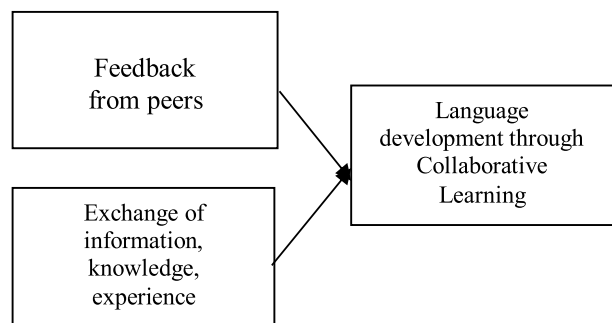 Feedback
from peers
Exchange of
information,
knowledge,
experience
Language
development through
Collaborative
Learning